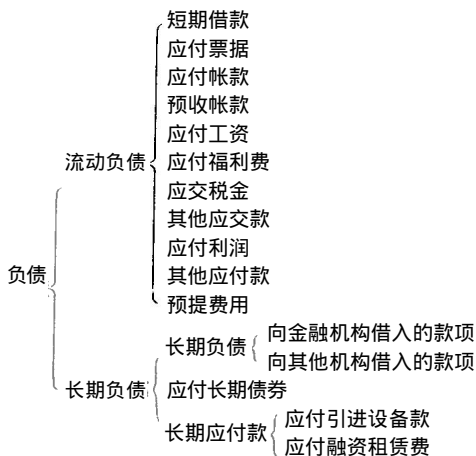 短期借款
应付票据
应付帐款
预收帐款
应付工资
流动负债
应付福利费
应交税金
其他应交款
应付利润
负债
其他应付款
预提费用
长期负债
向金融机构借入的款项
向其他机构借入的款项
长期负债
应付长期债券
长期应付款
应付引进设备款
应付融资租赁费